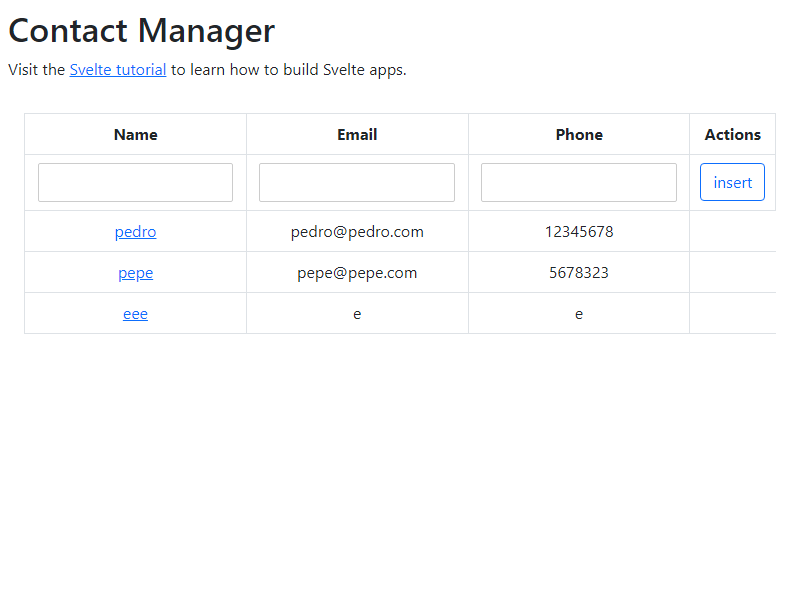 Contact Manager
Visit the Svelte tutorial to learn how to build Svelte apps.
Name Email Phone Actions
insert
pedro pedro@pedro.com 12345678
pepe pepe@pepe.com 5678323
eee e e